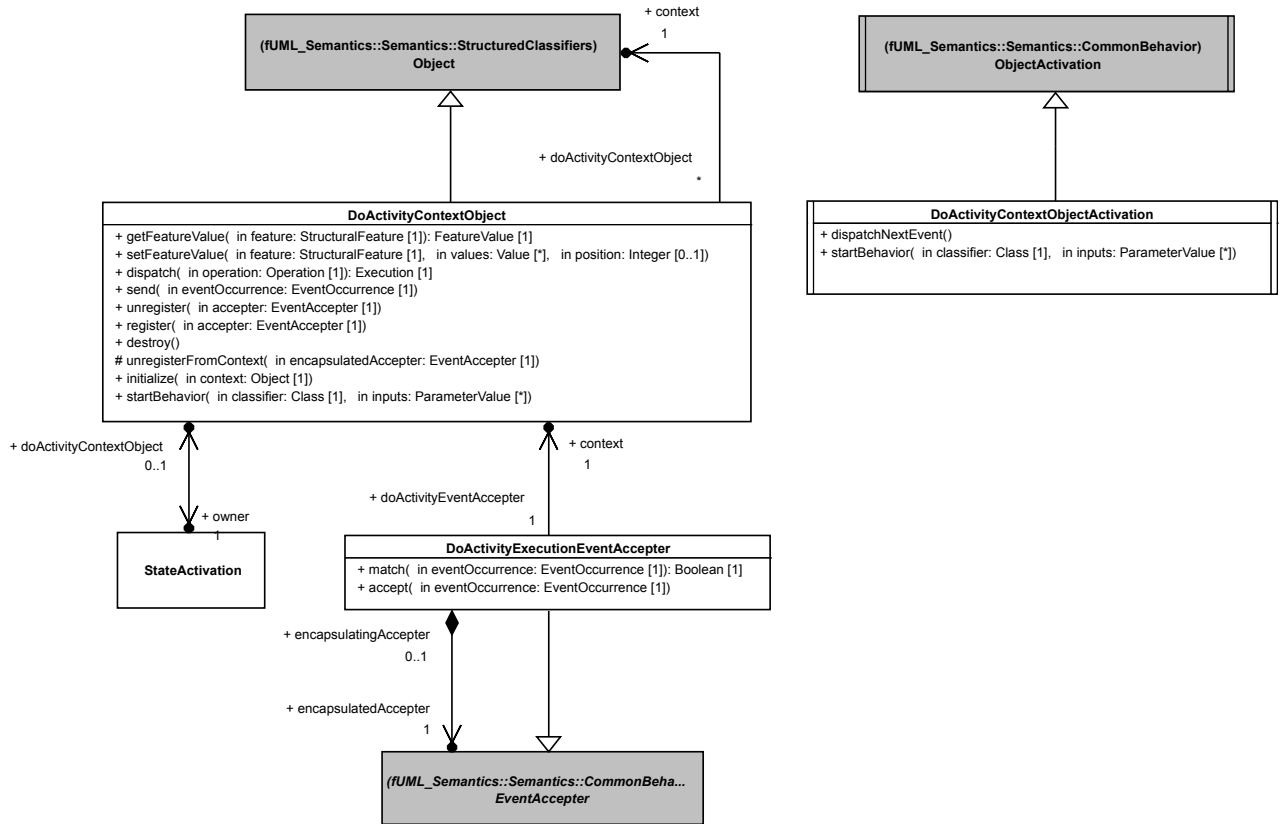 + context
1
(fUML_Semantics::Semantics::StructuredClassifiers)
Object
(fUML_Semantics::Semantics::CommonBehavior)
ObjectActivation
+ doActivityContextObject
*
DoActivityContextObject
+ getFeatureValue(  in feature: StructuralFeature [1]): FeatureValue [1]
+ setFeatureValue(  in feature: StructuralFeature [1],   in values: Value [*],   in position: Integer [0..1])
+ dispatch(  in operation: Operation [1]): Execution [1]
+ send(  in eventOccurrence: EventOccurrence [1])
+ unregister(  in accepter: EventAccepter [1])
+ register(  in accepter: EventAccepter [1])
+ destroy()
# unregisterFromContext(  in encapsulatedAccepter: EventAccepter [1])
+ initialize(  in context: Object [1])
+ startBehavior(  in classifier: Class [1],   in inputs: ParameterValue [*])
DoActivityContextObjectActivation
+ dispatchNextEvent()
+ startBehavior(  in classifier: Class [1],   in inputs: ParameterValue [*])
+ doActivityContextObject
0..1
+ context
1
+ doActivityEventAccepter
1
+ owner
1
StateActivation
DoActivityExecutionEventAccepter
+ match(  in eventOccurrence: EventOccurrence [1]): Boolean [1]
+ accept(  in eventOccurrence: EventOccurrence [1])
+ encapsulatingAccepter
0..1
+ encapsulatedAccepter
1
(fUML_Semantics::Semantics::CommonBeha...
EventAccepter